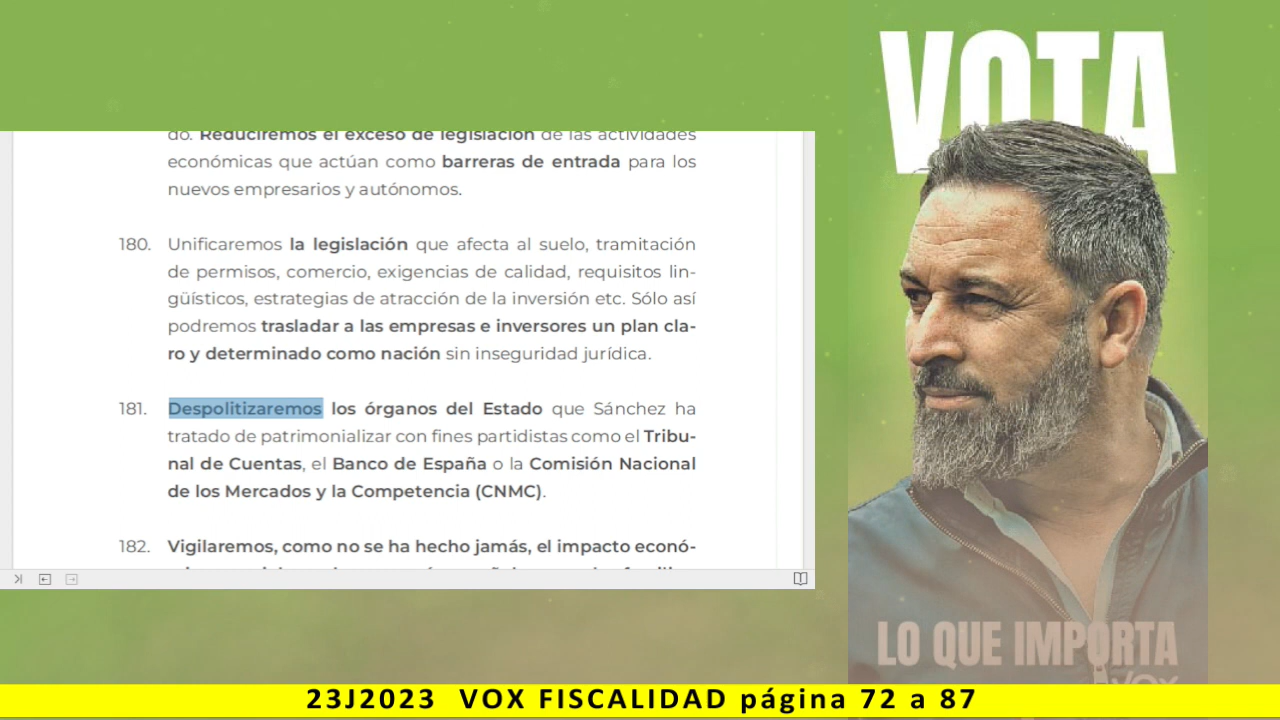 VOTA
do. Reduciremos el exceso de legislación de las actividades
económicas que actúan como barreras de entrada para los
nuevos empresarios y autónomos.
180. Unificaremos la legislación que afecta al suelo, tramitación
de permisos, comercio, exigencias de calidad, requisitos lin-
güísticos, estrategias de atracción de la inversión etc. Sólo así
podremos trasladar a las empresas e inversores un plan cla-
ro y determinado como nación sin inseguridad jurídica.
181. Despolitizaremos los órganos del Estado que Sánchez ha
tratado de patrimonializar con fines partidistas como el Tribu-
nal de Cuentas, el Banco de España o la Comisión Nacional
de los Mercados y la Competencia (CNMC).
182. Vigilaremos, como no se ha hecho jamás, el impacto econó-
LO QUE IMPORTA
VOX
23J2023 VOX FISCALIDAD página 72 a 87